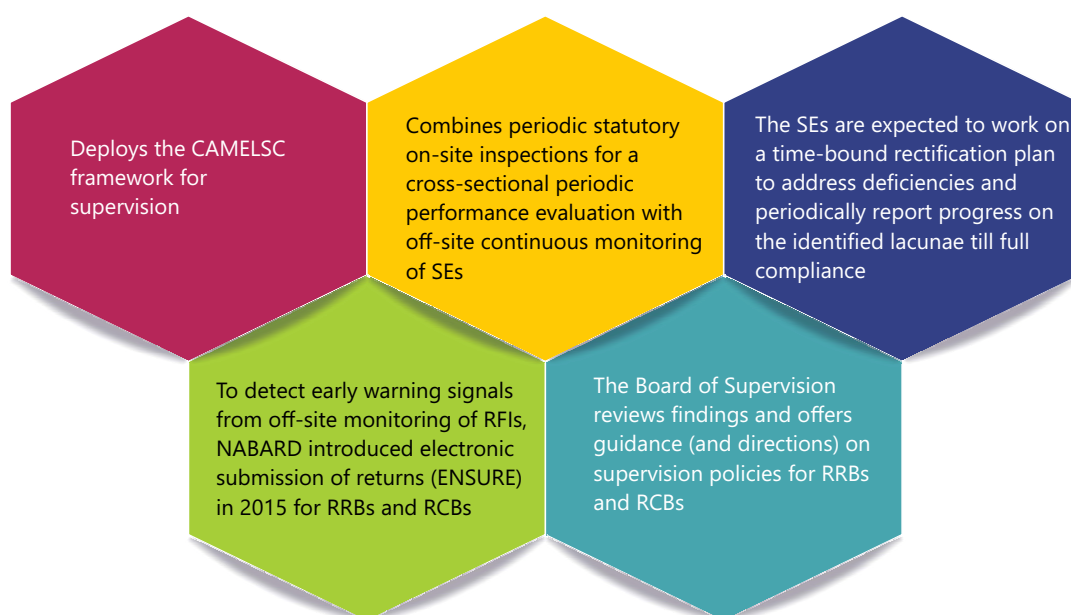 Deploys the CAMELSC
framework for
supervision
Combines periodic statutory
on-site inspections for a
cross-sectional periodic
performance evaluation with
off-site continuous monitoring
of SEs
The SEs are expected to work on
a time-bound rectification plan
to address deficiencies and
periodically report progress on
the identified lacunae till full
compliance
To detect early warning signals
from off-site monitoring of RFIs,
NABARD introduced electronic
submission of returns (ENSURE)
in 2015 for RRBs and RCBs
The Board of Supervision
reviews findings and offers
guidance (and directions) on
supervision policies for RRBs
and RCBs